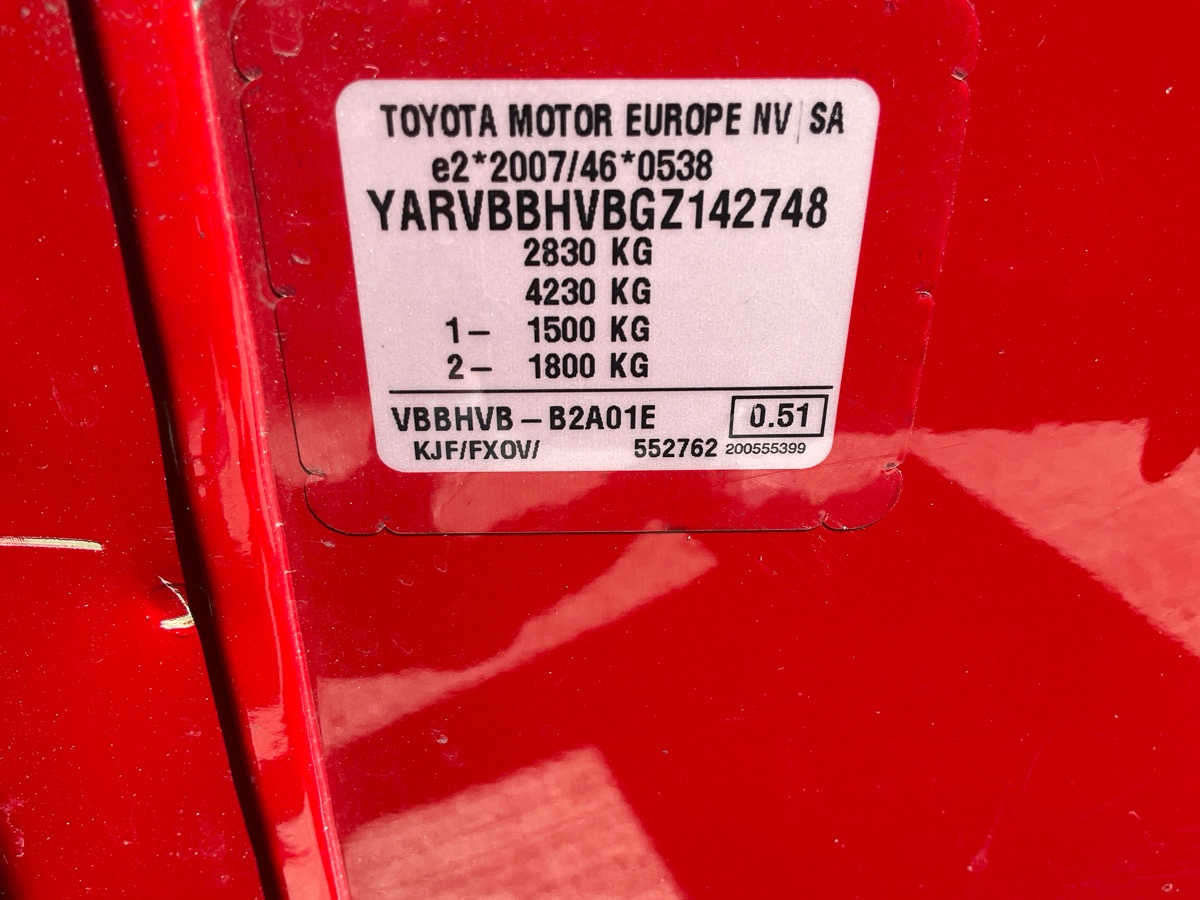 TOYOTA MOTOR EUROPE NV/SA
e2*2007/46*0538
YARVBBHVBGZ142748
2830 KG
4230 KG
1– 1500 KG
2– 1800 KG
VBBHVB – B2A01E 0.51
KJF/FXOV/ 552762 200555399